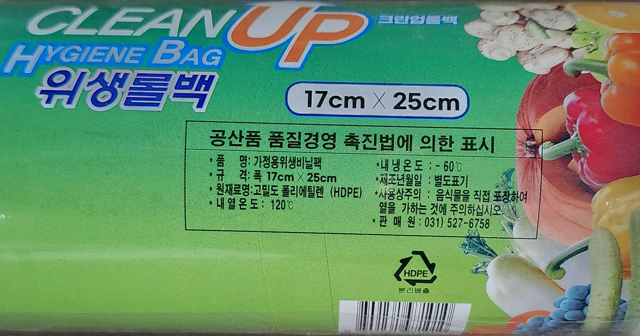 CLEAN UP 크린업롤백
HYGIENE BAG
위생롤백
17cm X 25cm
공산품 품질경영 촉진법에 의한 표시
• 품 명: 가정용위생비닐팩
• 규 격: 폭 17cm × 25cm
• 원재료명:고밀도 폴리에틸렌 (HDPE)
• 내열온도: 120℃
• 내냉온도: - 60℃
• 제조년월일 : 별도표기
• 사용상주의 : 음식물을 직접 포장하여
열을 가하는 것에 주의하십시오.
• 판 매 원 : 031) 527-6758
HDPE
분리배출